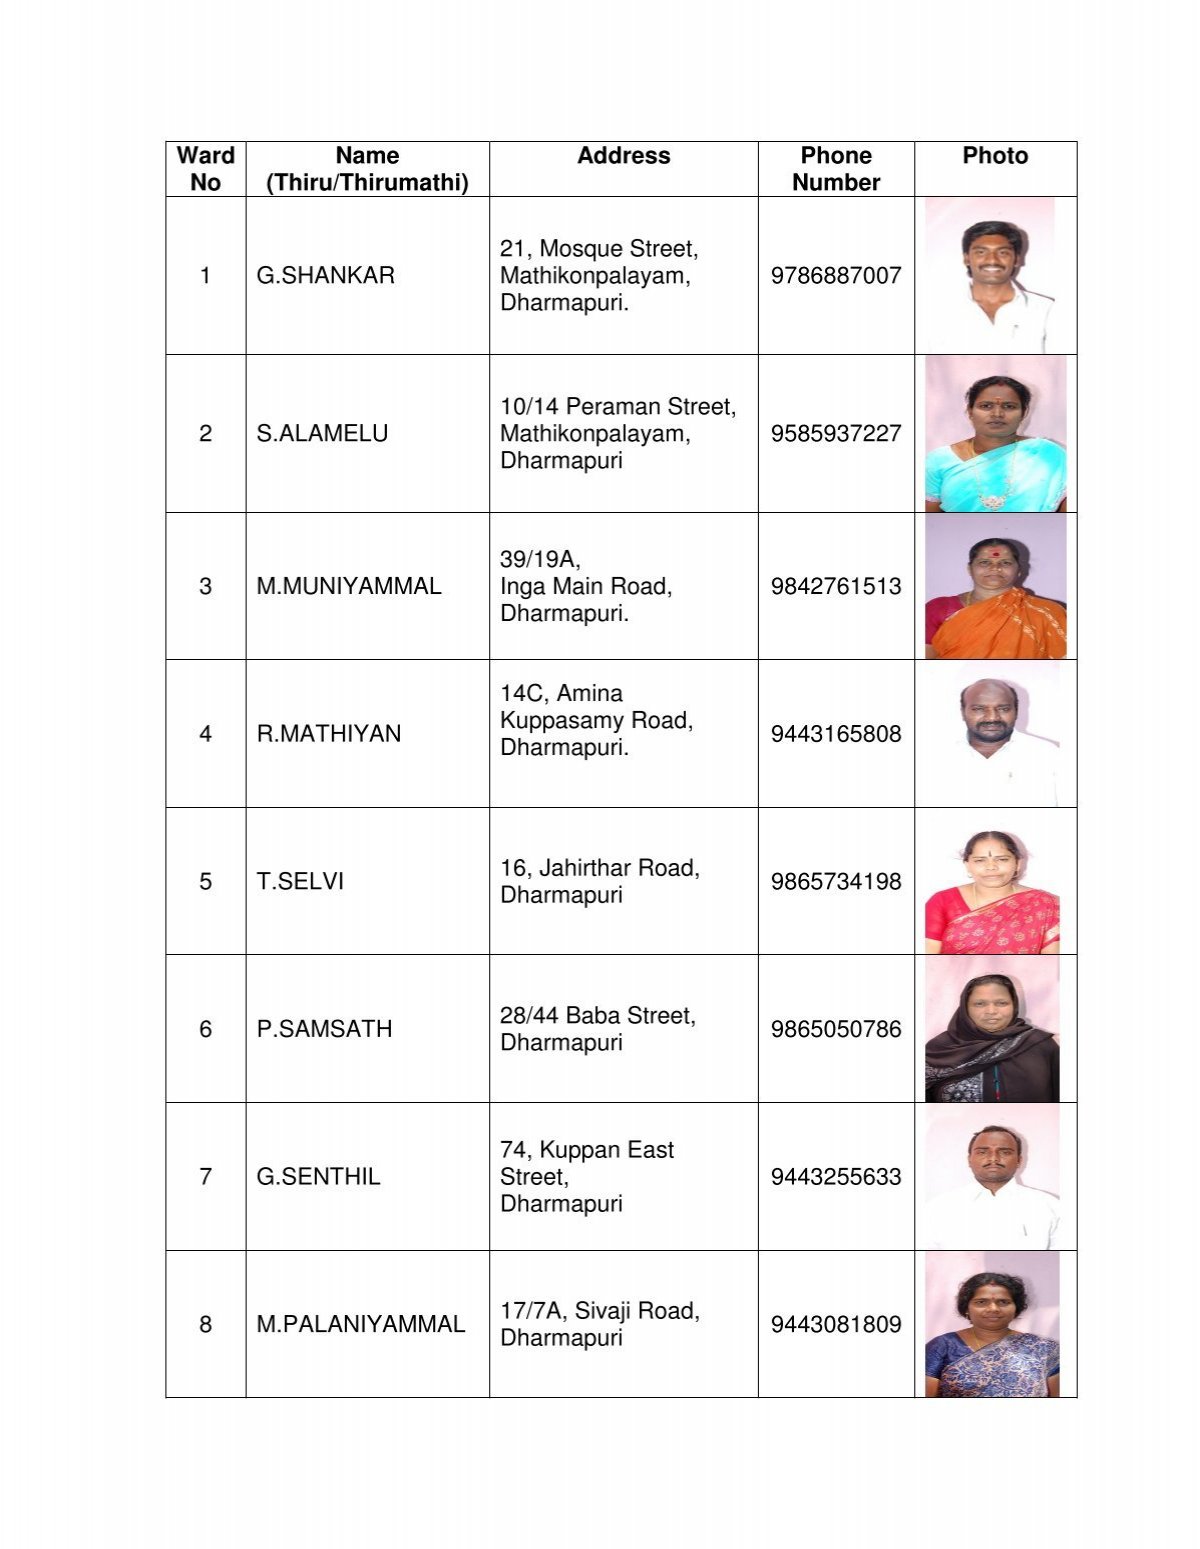 Ward No Name (Thiru/Thirumathi) Address Phone Number Photo
1 G.SHANKAR 21, Mosque Street,
Mathikonpalayam,
Dharmapuri. 9786887007
2 S.ALAMELU 10/14 Peraman Street,
Mathikonpalayam,
Dharmapuri 9585937227
3 M.MUNIYAMMAL 39/19A,
Inga Main Road,
Dharmapuri. 9842761513
4 R.MATHIYAN 14C, Amina
Kuppasamy Road,
Dharmapuri. 9443165808
5 T.SELVI 16, Jahirthar Road,
Dharmapuri 9865734198
6 P.SAMSATH 28/44 Baba Street,
Dharmapuri 9865050786
7 G.SENTHIL 74, Kuppan East
Street,
Dharmapuri 9443255633
8 M.PALANIYAMMAL 17/7A, Sivaji Road,
Dharmapuri 9443081809